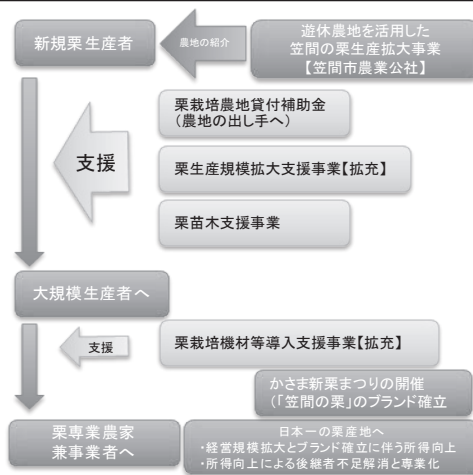 新規栗生産者
農地の紹介
遊休農地を活用した
笠間の栗生産拡大事業
【笠間市農業公社】
栗栽培農地貸付補助金
(農地の出し手へ)
支援
栗生産規模拡大支援事業【拡充】
栗苗木支援事業
大規模生産者へ
支援
栗栽培機材等導入支援事業【拡充】
かさま新栗まつりの開催
(「笠間の栗」のブランド確立
栗専業農家
兼事業者へ
日本一の栗産地へ
・経営規模拡大とブランド確立に伴う所得向上
・所得向上による後継者不足解消と専業化